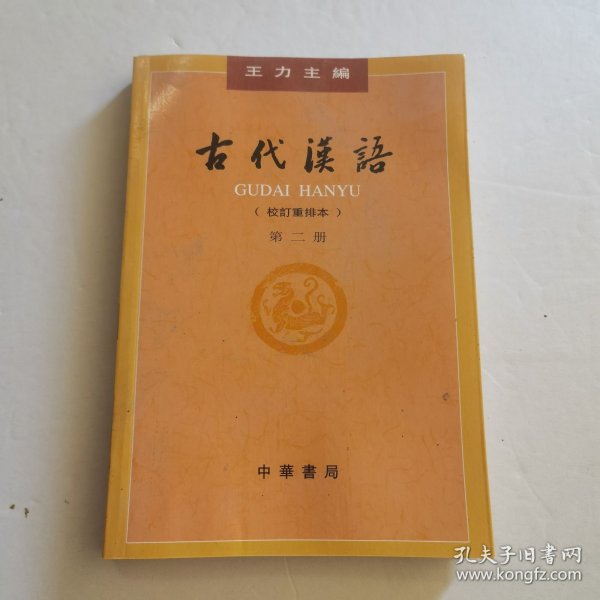 王力主編
古代漢語
GUDAI HANYU
（校訂重排本）
第二册
中華書局
孔夫子旧书网
www.kongfz.com